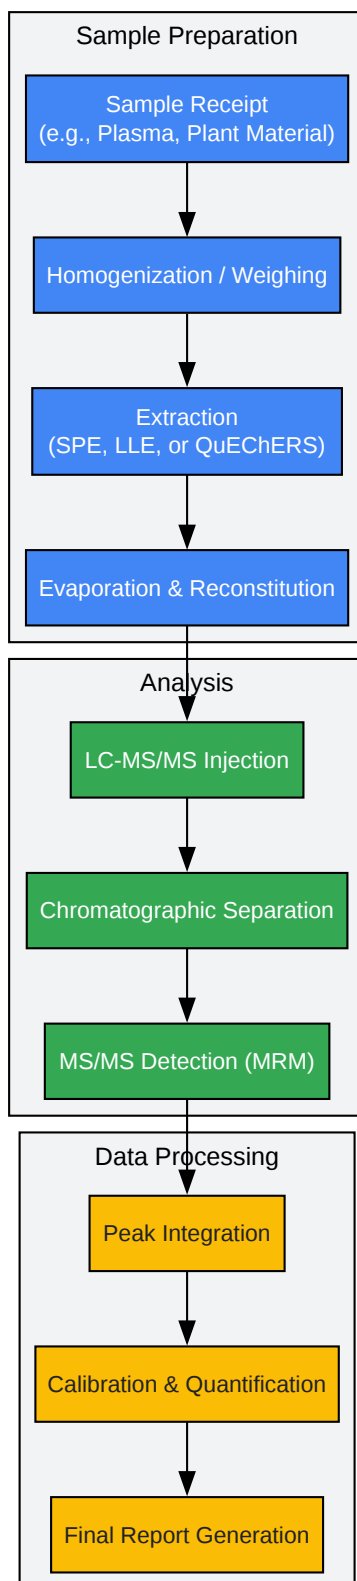 Sample Preparation
Sample Receipt
(e.g., Plasma, Plant Material)
Homogenization / Weighing
Extraction
(SPE, LLE, or QuEChERS)
Evaporation & Reconstitution
Analysis
LC-MS/MS Injection
Chromatographic Separation
MS/MS Detection (MRM)
Data Processing
Peak Integration
Calibration & Quantification
Final Report Generation